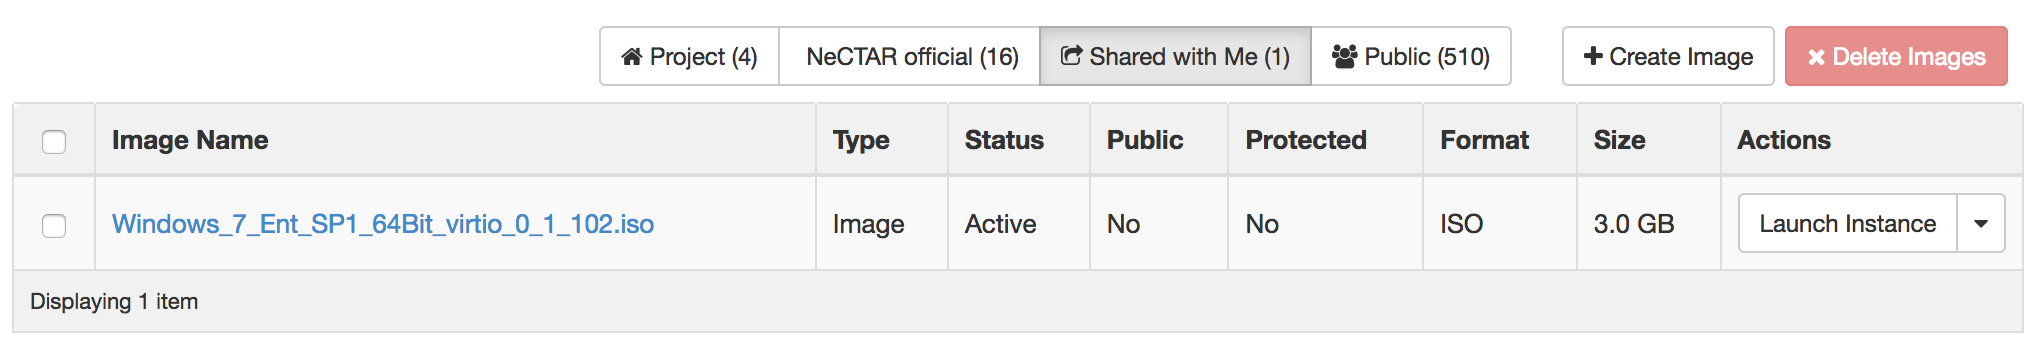 Project (4) NeCTAR official (16) Shared with Me (1) Public (510) Create Image Delete Images
Image Name Type Status Public Protected Format Size Actions
Windows_7_Ent_SP1_64Bit_virtio_0_1_102.iso Image Active No No ISO 3.0 GB Launch Instance
Displaying 1 item